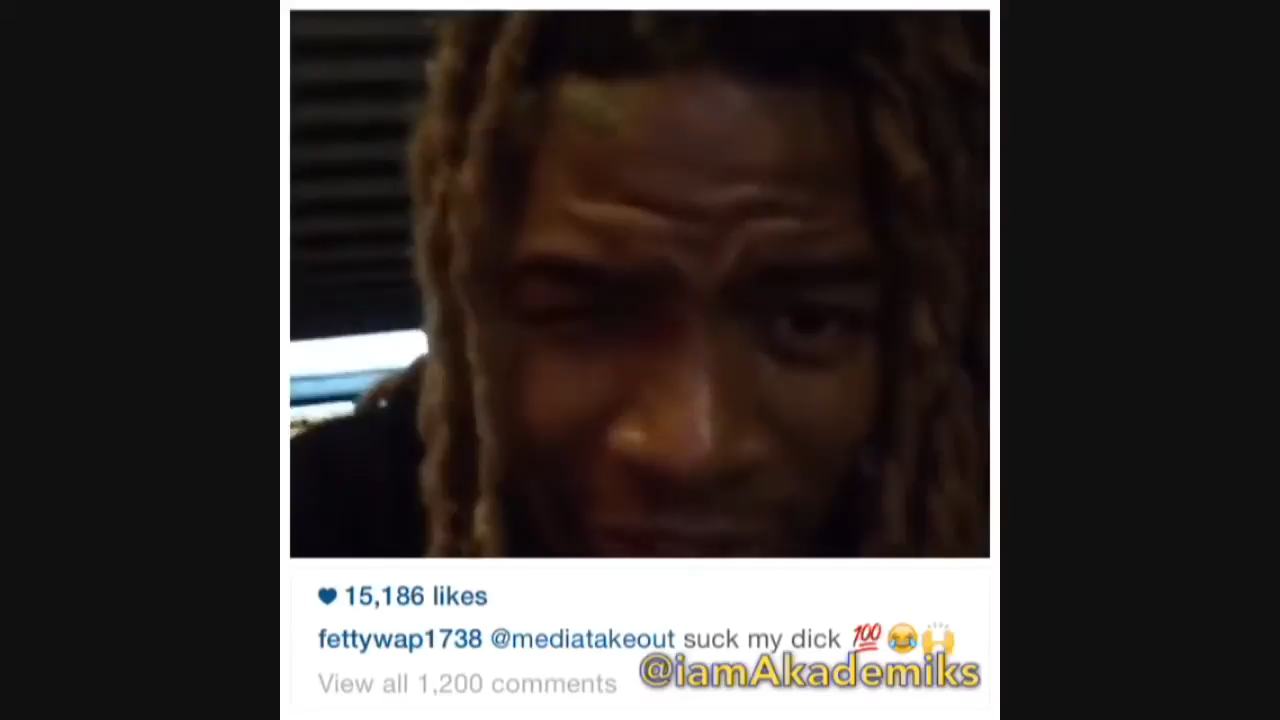 15,186 likes
fettywap1738 @mediatakeout suck my dick 💯😂🙌
View all 1,200 comments
@iamAkademiks